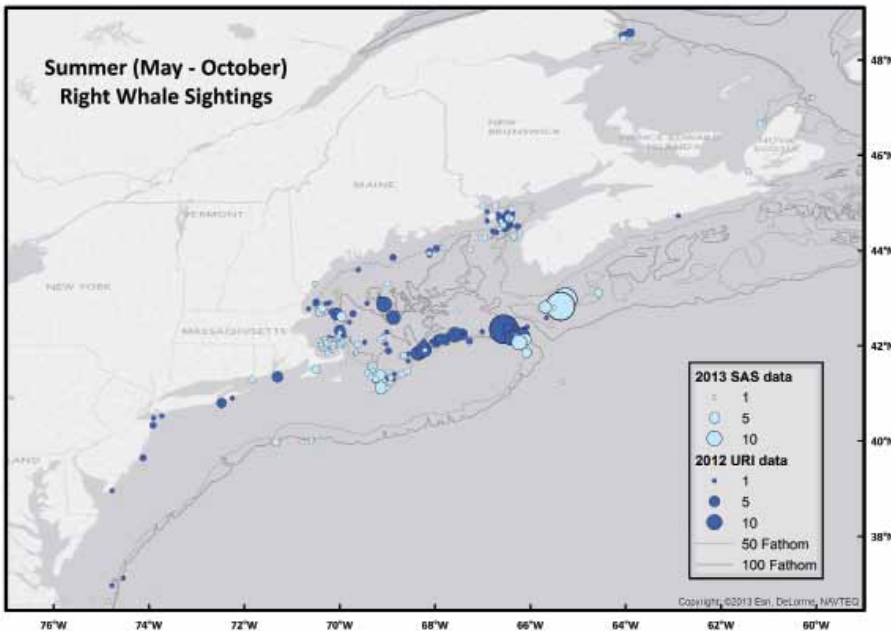 Summer (May - October)
Right Whale Sightings
48°N
NEW
BRUNSWICK
PRINCE EDWARD
ISLAND
NOVA
SCOTIA
46°N
MAINE
VERMONT
44°N
NEW YORK
MASSACHUSETTS
42°N
2013 SAS data
1
5
10
2012 URI data
1
5
10
50 Fathom
100 Fathom
40°N
38°N
Copyright: ©2013 Esri, DeLorme, NAVTEQ
76°W 74°W 72°W 70°W 68°W 66°W 64°W 62°W 60°W